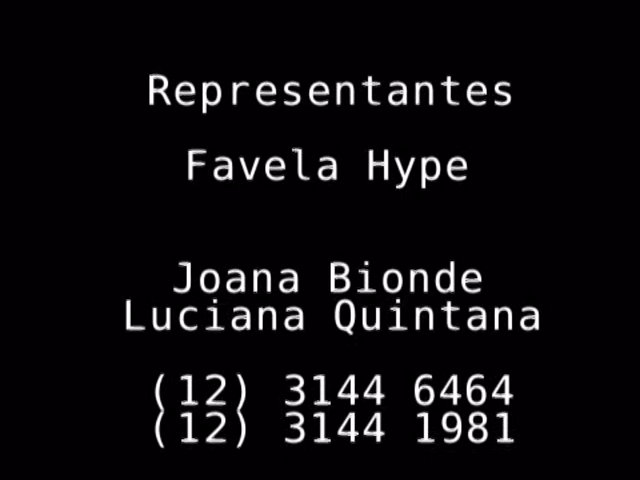 Representantes
Favela Hype
Joana Bionde
Luciana Quintana
(12) 3144 6464
(12) 3144 1981